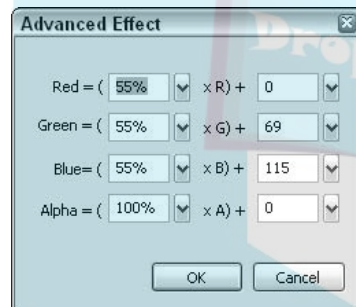 Advanced Effect
Red = ( 55% x R) + 0
Green = ( 55% x G) + 69
Blue= ( 55% x B) + 115
Alpha = ( 100% x A) + 0
OK Cancel